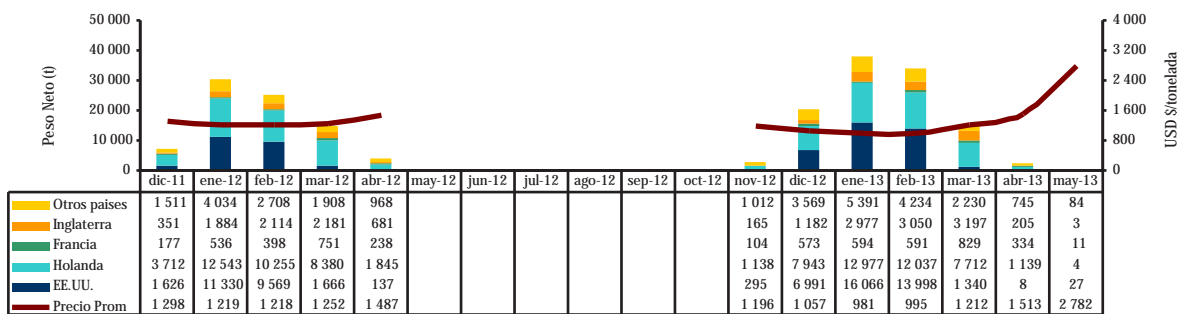 50 000 4 000
40 000 3 200
30 000 2 400
20 000 1 600
10 000 800
0 0
Peso Neto (t)
USD $/tonelada
dic-11 ene-12 feb-12 mar-12 abr-12 may-12 jun-12 jul-12 ago-12 sep-12 oct-12 nov-12 dic-12 ene-13 feb-13 mar-13 abr-13 may-13
Otros paises 1 511 4 034 2 708 1 908 968 1 012 3 569 5 391 4 234 2 230 745 84
Inglaterra 351 1 884 2 114 2 181 681 165 1 182 2 977 3 050 3 197 205 3
Francia 177 536 398 751 238 104 573 594 591 829 334 11
Holanda 3 712 12 543 10 255 8 380 1 845 1 138 7 943 12 977 12 037 7 712 1 139 4
EE.UU. 1 626 11 330 9 569 1 666 137 295 6 991 16 066 13 998 1 340 8 27
Precio Prom 1 298 1 219 1 218 1 252 1 487 1 196 1 057 981 995 1 212 1 513 2 782